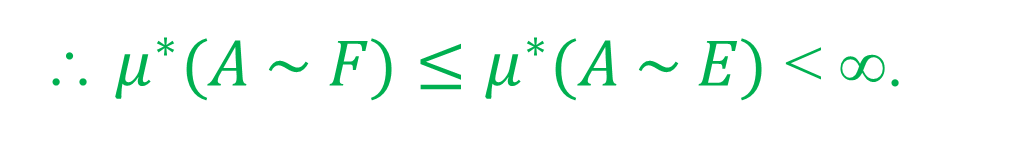 ∴ μ*(A ~ F) ≤ μ*(A ~ E) < ∞.